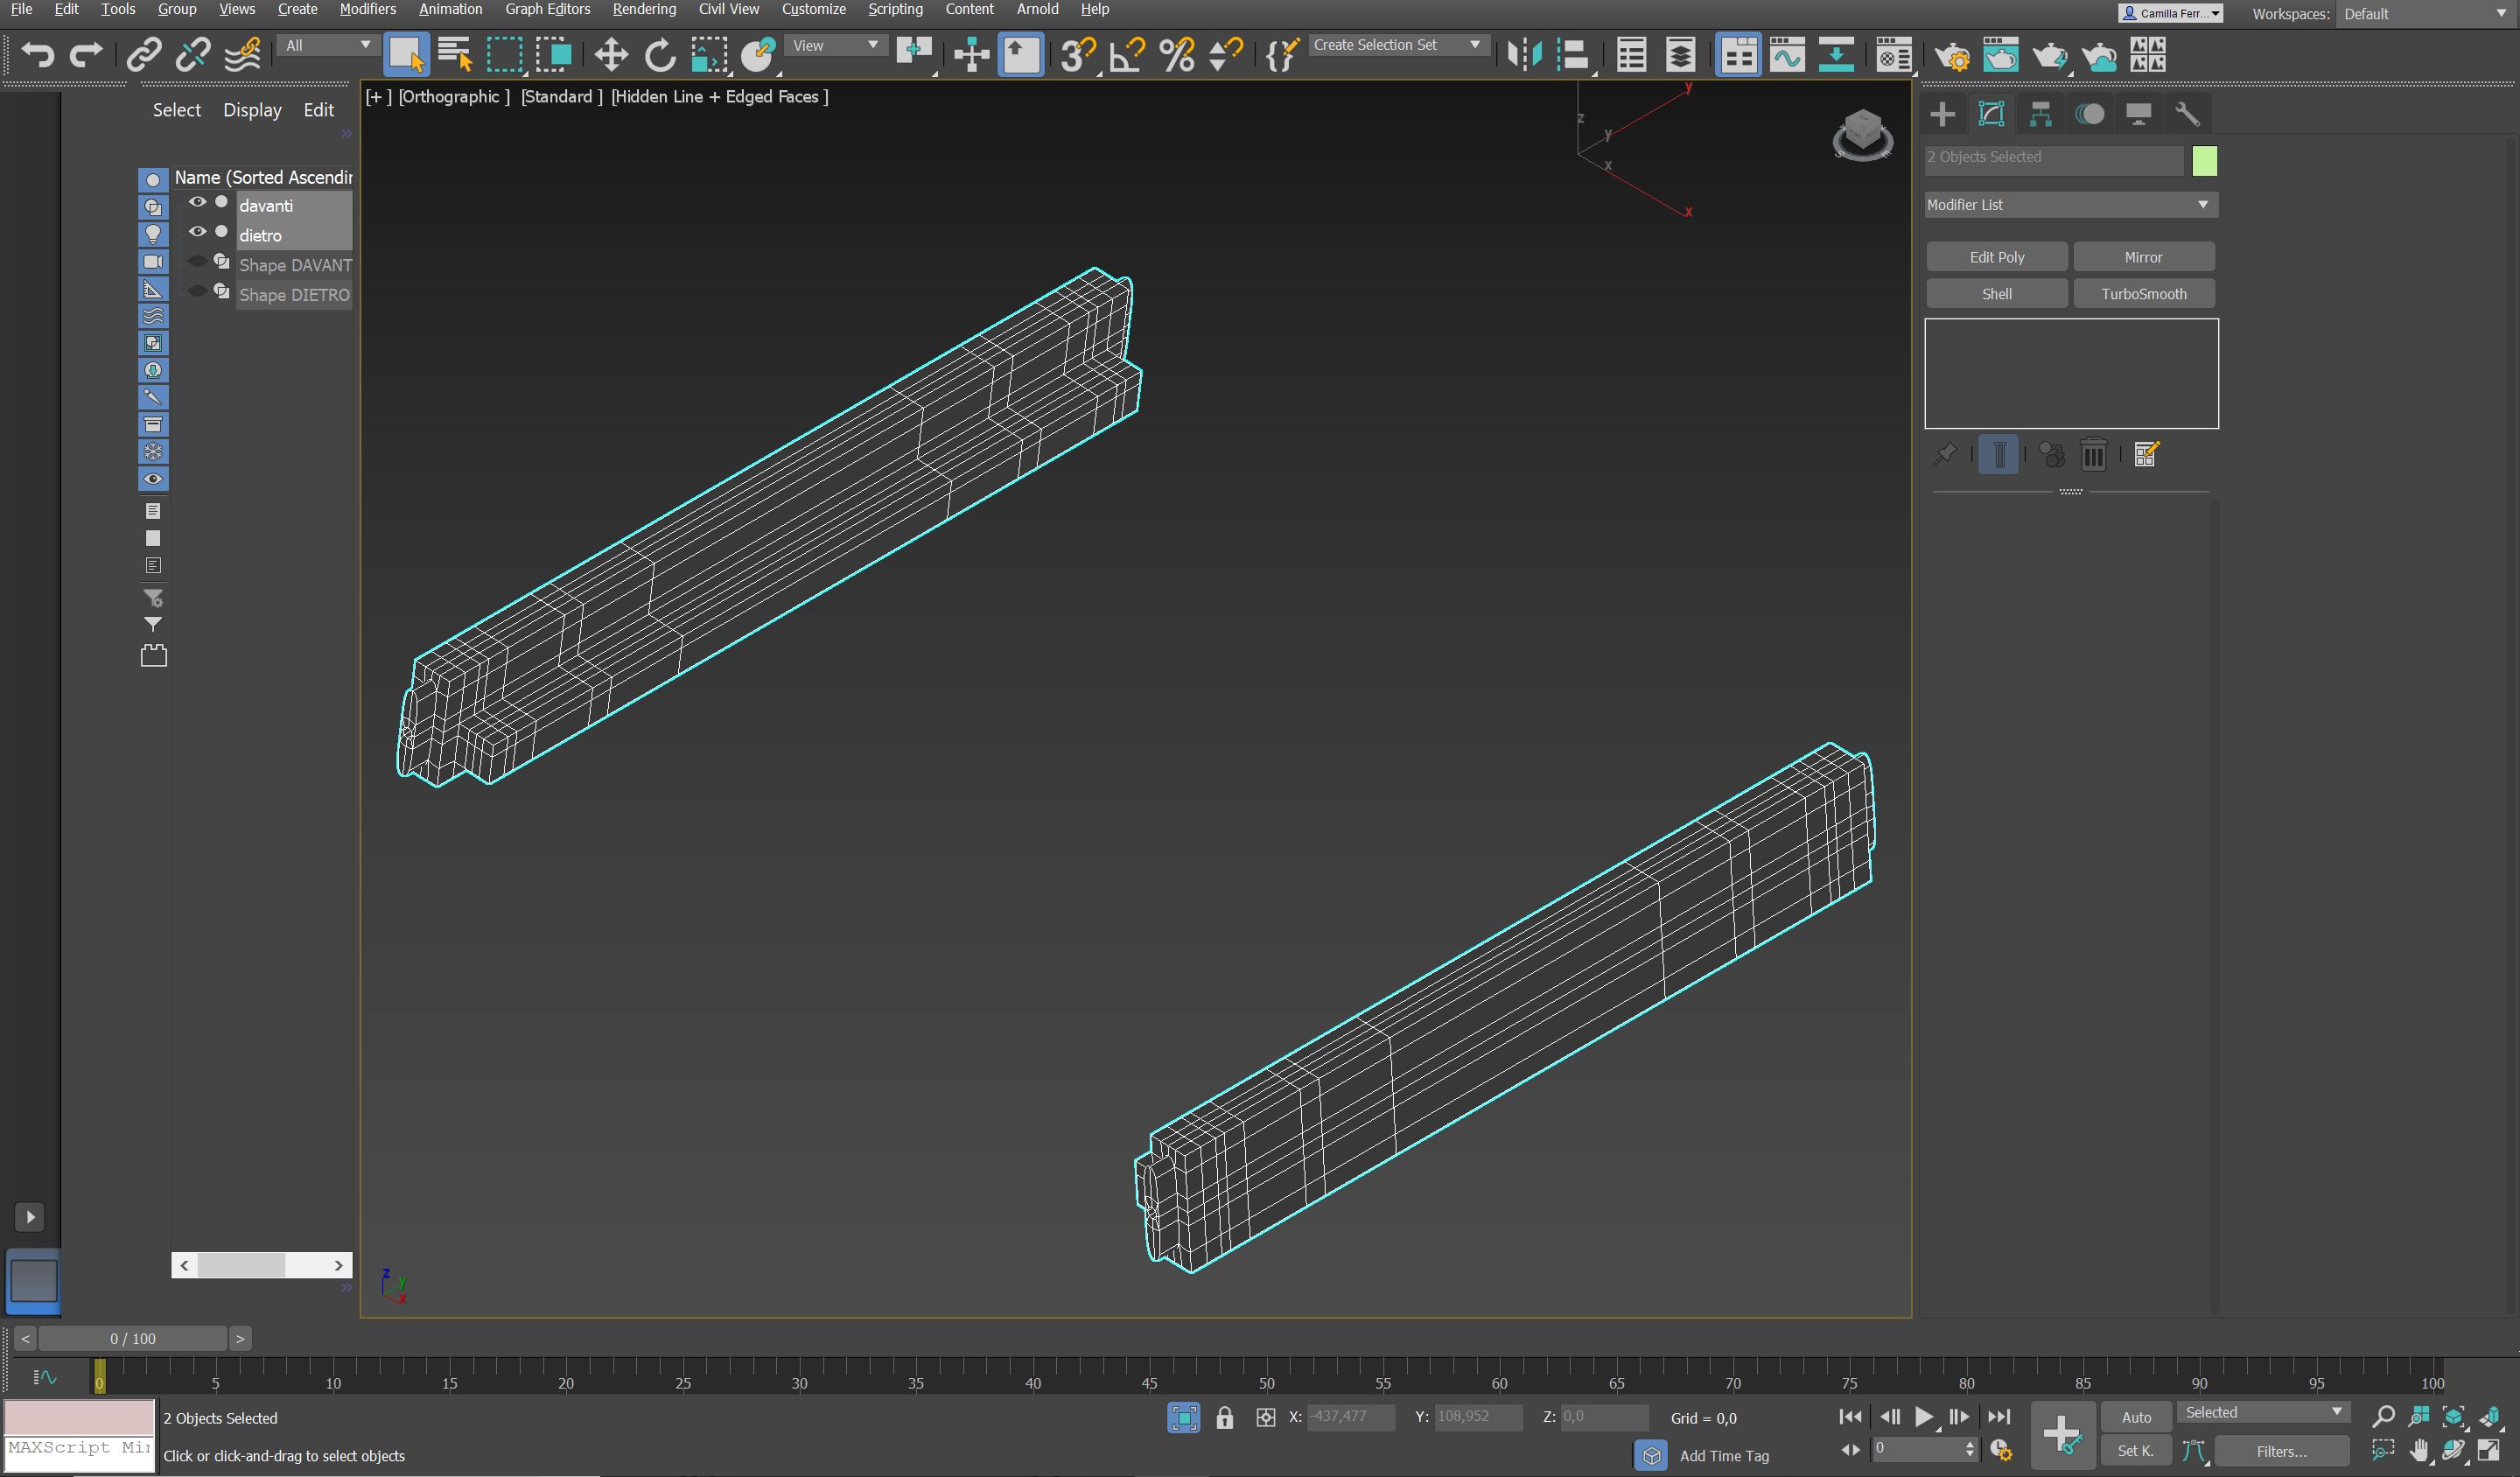 File Edit Tools Group Views Create Modifiers Animation Graph Editors Rendering Civil View Customize Scripting Content Arnold Help
Camilla Ferr... Workspaces: Default
All View Create Selection Set
Select Display Edit
[+ ] [Orthographic ] [Standard ] [Hidden Line + Edged Faces ]
2 Objects Selected
Name (Sorted Ascendin
davanti
dietro
Shape DAVANT
Shape DIETRO
Modifier List
Edit Poly Mirror
Shell TurboSmooth
z y x y x
z y x
< >
< 0 / 100 >
0 5 10 15 20 25 30 35 40 45 50 55 60 65 70 75 80 85 90 95 100
2 Objects Selected X: -437,477 Y: 108,952 Z: 0,0 Grid = 0,0 Auto Selected
MAXScript Mi
Click or click-and-drag to select objects Add Time Tag 0 Set K. Filters...